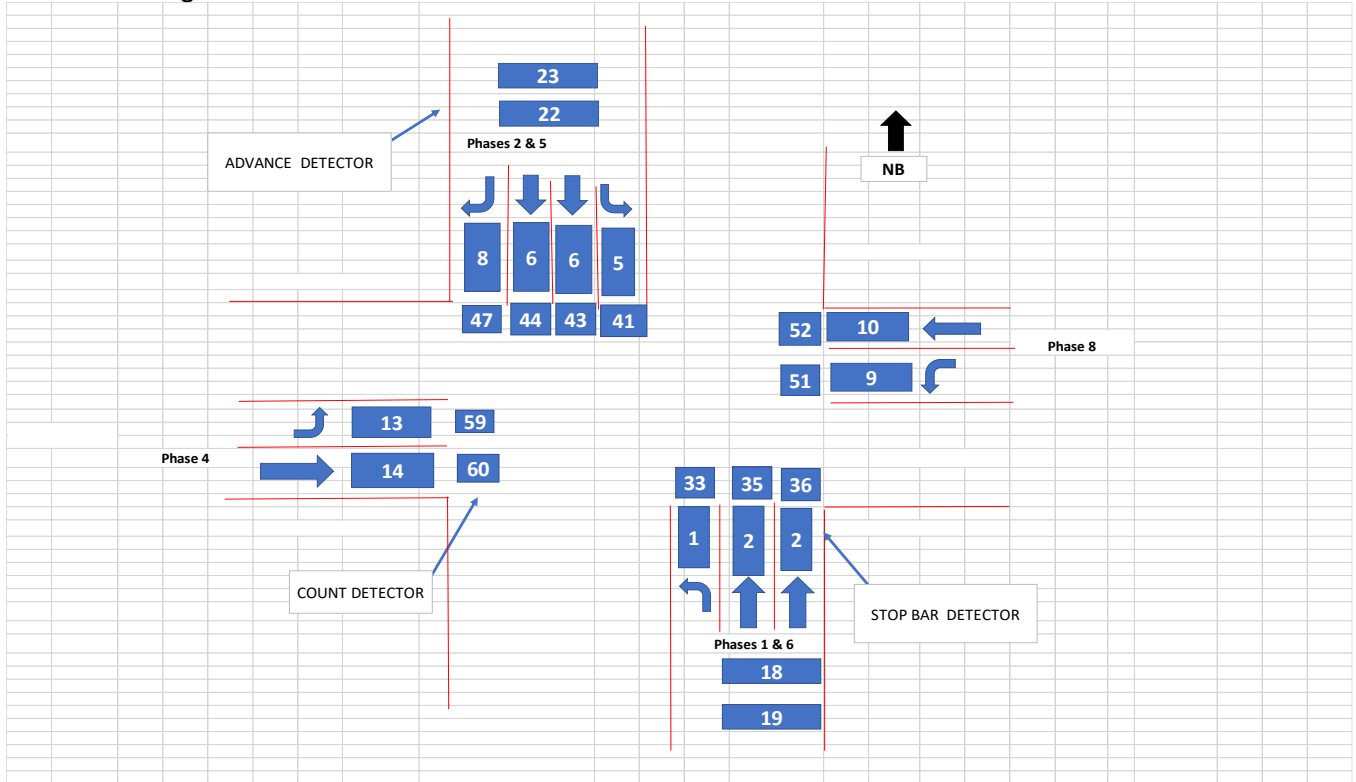 23
22
ADVANCE DETECTOR
Phases 2 & 5
NB
8 6 6 5
47 44 43 41
52 10
Phase 8
51 9
13 59
Phase 4
14 60
33 35 36
1 2 2
COUNT DETECTOR
STOP BAR DETECTOR
Phases 1 & 6
18
19